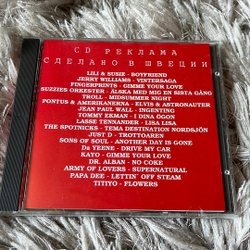 CD РЕКЛАМА
СДЕЛАНО В ШВЕЦИИ
LILI & SUSIE - BOYFRIEND
JERRY WILLIAMS - VINTERSAGA
FINGERPRINTS - GIMME YOUR LOVE
SUZZIES ORKESTER - ÄLSKA MED MIG EN SISTA GÅNG
TROLL - MIDSUMMER NIGHT
PONTUS & AMERIKANERNA - ELVIS & ASTRONAUTER
JEAN PAUL WALL - INGENTING
TOMMY EKMAN - I DINA ÖGON
LASSE TENNANDER - LISA LISA
THE SPOTNICKS - TEMA DESTINATION NORDSJÖN
JUST D - TROTTOAREN
SONS OF SOUL - ANOTHER DAY IS GONE
Da YEENE - DRIVE MY CAR
KAYO - GIMME YOUR LOVE
DR. ALBAN - NO COKE
ARMY OF LOVERS - SUPERNATURAL
PAPA DEE - LETTIN' OFF STEAM
TITIYO - FLOWERS